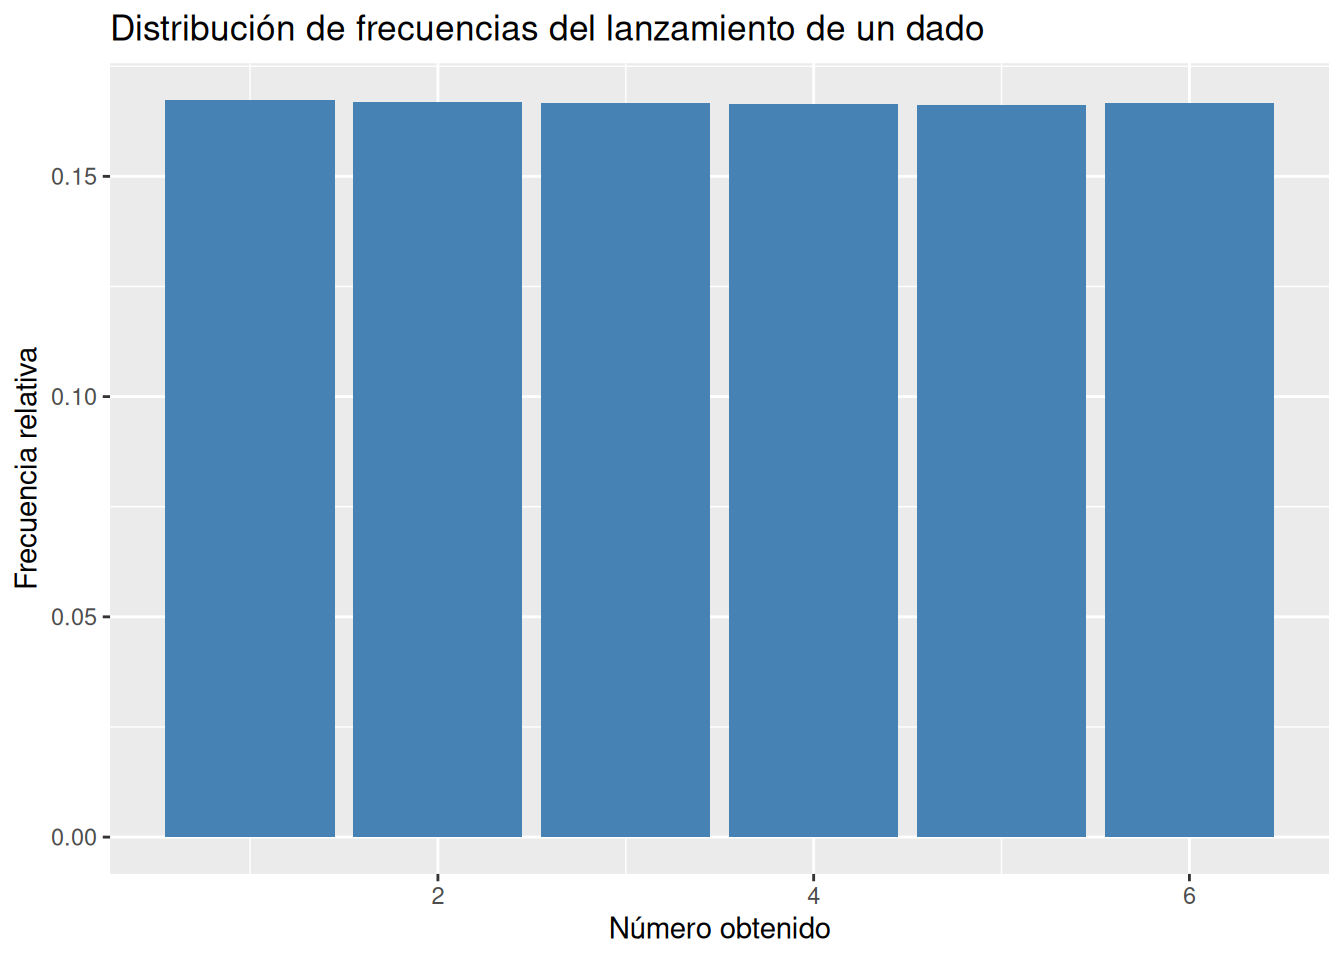 Distribución de frecuencias del lanzamiento de un dado
0.15
0.10
0.05
0.00
Frecuencia relativa
2 4 6
Número obtenido